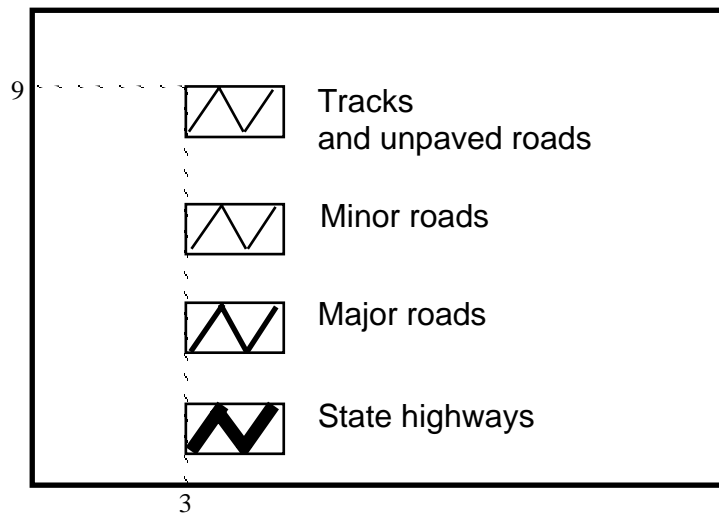 9
Tracks
and unpaved roads
Minor roads
Major roads
State highways
3